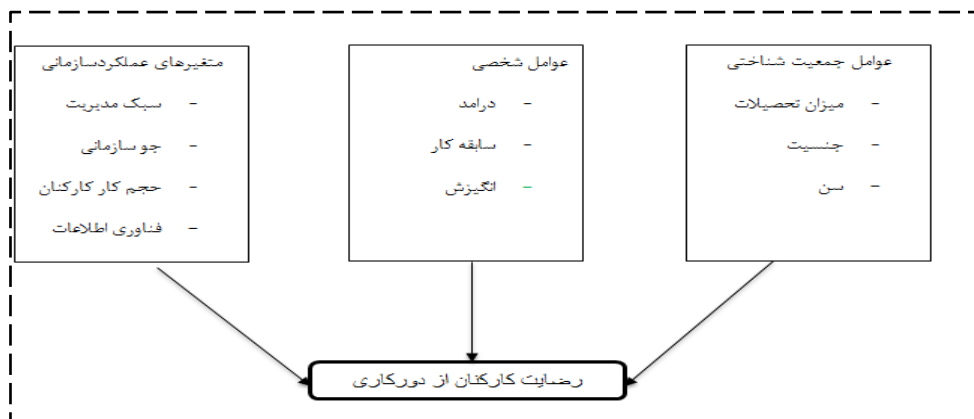 عوامل جمعیت شناختی
- میزان تحصیلات
- جنسیت
- سن
عوامل شخصی
- درامد
- سابقه کار
- انگیزش
متغیرهای عملکردسازمانی
- سبک مدیریت
- جو سازمانی
- حجم کار کارکنان
- فناوری اطلاعات
رضایت کارکنان از دورکاری